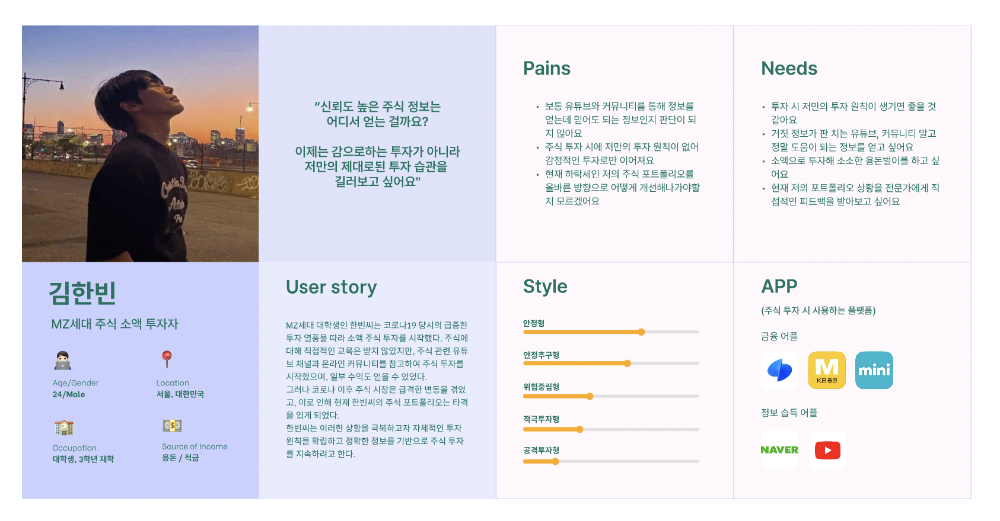 “신뢰도 높은 주식 정보는
어디서 얻는 걸까요?
이제는 감으로하는 투자가 아니라
저만의 제대로된 투자 습관을
길러보고 싶어요"
Pains
• 보통 유튜브와 커뮤니티를 통해 정보를
얻는데 믿어도 되는 정보인지 판단이 되
지 않아요
• 주식 투자 시에 저만의 투자 원칙이 없어
감정적인 투자로만 이어져요
• 현재 하락세인 저의 주식 포트폴리오를
올바른 방향으로 어떻게 개선해나가야할
지 모르겠어요
Needs
• 투자 시 저만의 투자 원칙이 생기면 좋을 것
같아요
• 거짓 정보가 판 치는 유튜브, 커뮤니티 말고
정말 도움이 되는 정보를 얻고 싶어요
• 소액으로 투자해 소소한 용돈벌이를 하고 싶
어요
• 현재 저의 포트폴리오 상황을 전문가에게 직
접적인 피드백을 받아보고 싶어요
김한빈
MZ세대 주식 소액 투자자
Age/Gender
24/Male
Location
서울, 대한민국
Occupation
대학생, 3학년 재학
Source of Income
용돈 / 적금
User story
MZ세대 대학생인 한빈씨는 코로나19 당시의 급증한
투자 열풍을 따라 소액 주식 투자를 시작했다. 주식에
대해 직접적인 교육은 받지 않았지만, 주식 관련 유튜
브 채널과 온라인 커뮤니티를 참고하여 주식 투자를
시작했으며, 일부 수익도 얻을 수 있었다.
그러나 코로나 이후 주식 시장은 급격한 변동을 겪었
고, 이로 인해 현재 한빈씨의 주식 포트폴리오는 타격
을 입게 되었다.
한빈씨는 이러한 상황을 극복하고자 자체적인 투자
원칙을 확립하고 정확한 정보를 기반으로 주식 투자
를 지속하려고 한다.
Style
안정형
안정추구형
위험중립형
적극투자형
공격투자형
APP
(주식 투자 시 사용하는 플랫폼)
금융 어플
M
KB증권
mini
정보 습득 어플
NAVER